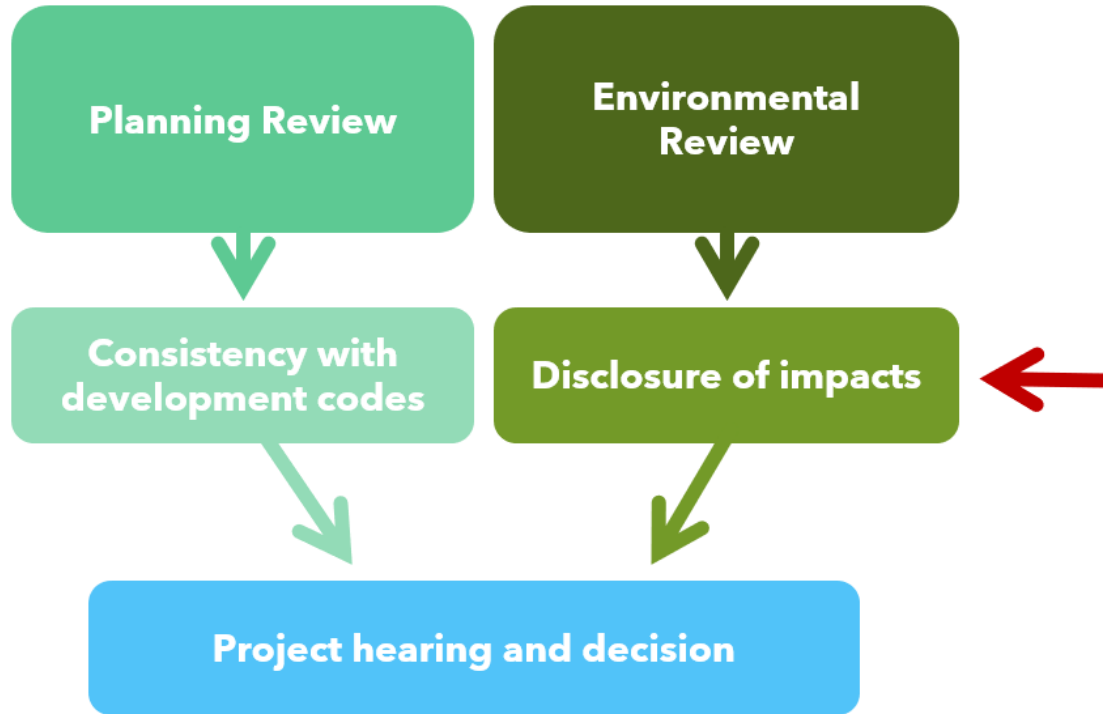 Planning Review
Environmental
Review
Consistency with
development codes
Disclosure of impacts
Project hearing and decision